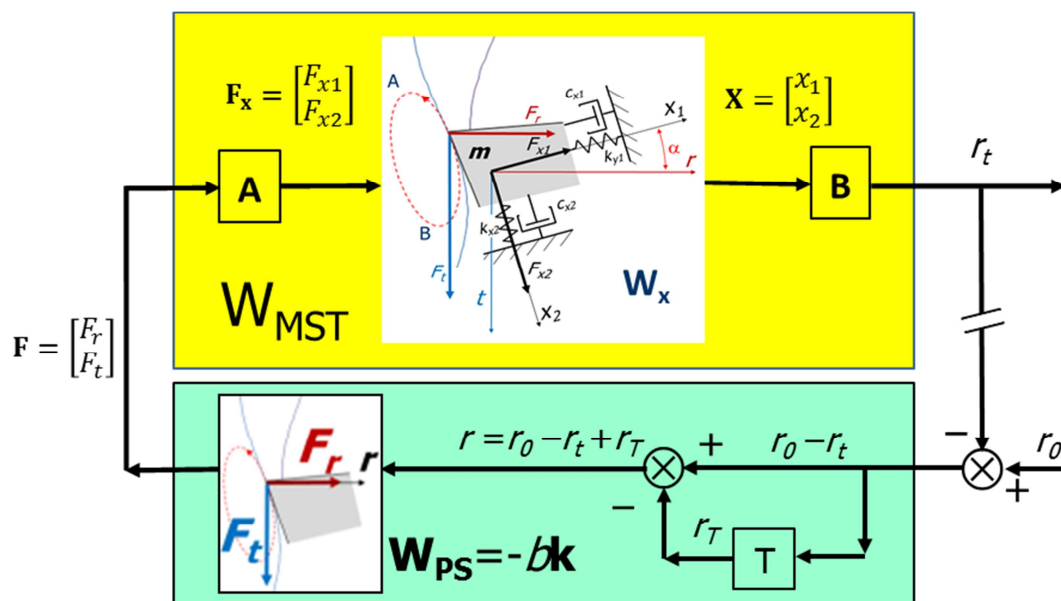 F_x = [F_x1 F_x2]
A
W_MST
A
B
F_r
m
F_x1
c_x1
k_y1
x_1
α
r
F_t
t
k_x2
c_x2
F_x2
x_2
W_x
X = [x_1 x_2]
B
r_t
F = [F_r F_t]
F_r
r
F_t
W_PS=-bk
r = r_0 − r_t + r_T
+
−
r_T
T
r_0 − r_t
−
+
r_0